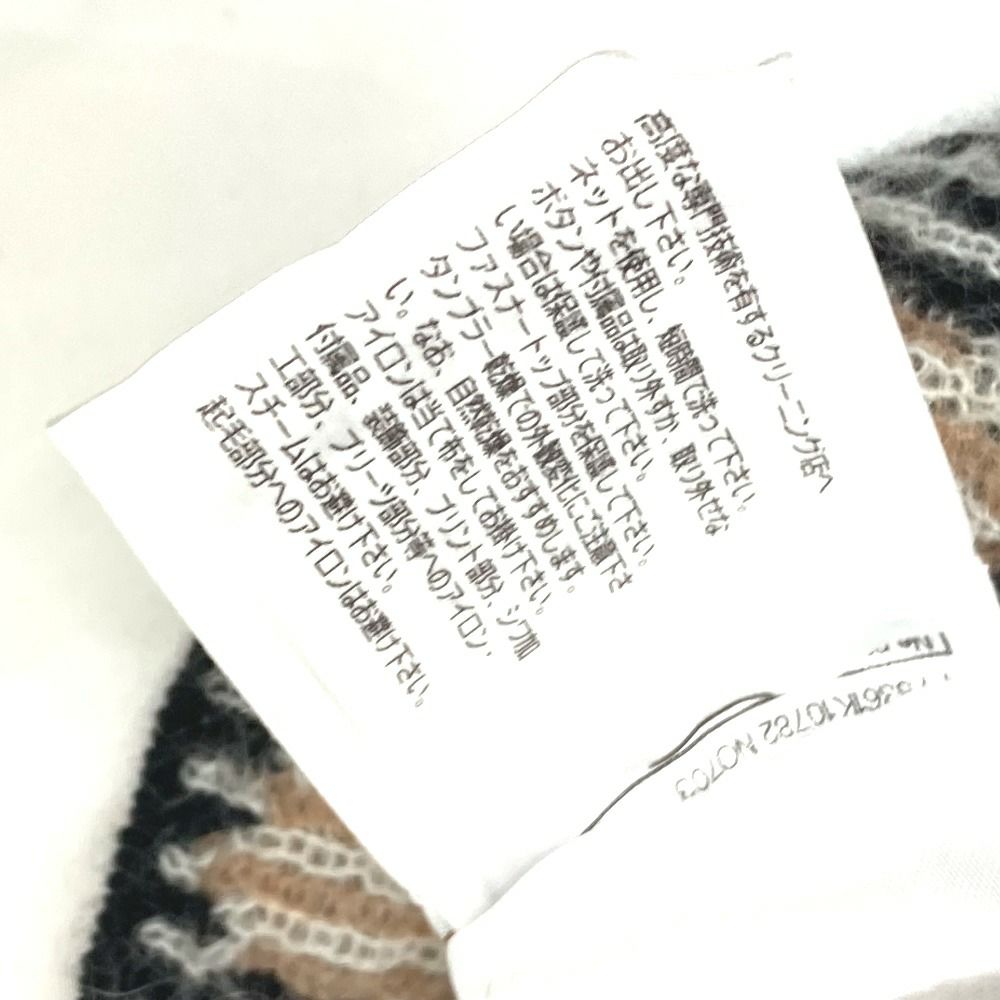 高度な専門技術を有するクリーニング店へ
お出し下さい。
ネットを使用し、短時間で洗って下さい。
ボタンや付属品は取り外すか、取り外せな
い場合は保護して洗って下さい。
ファスナートップ部分を保護して下さい。
タンブラー乾燥での外観変化にご注意下さ
い。なお、自然乾燥をおすすめします。
アイロンは当て布をしてお掛け下さい。
付属品、装飾部分、プリント部分、シワ加
工部分、プリーツ部分等へのアイロン、
スチームはお避け下さい。
起毛部分へのアイロンはお避け下さい。
10782 N0703